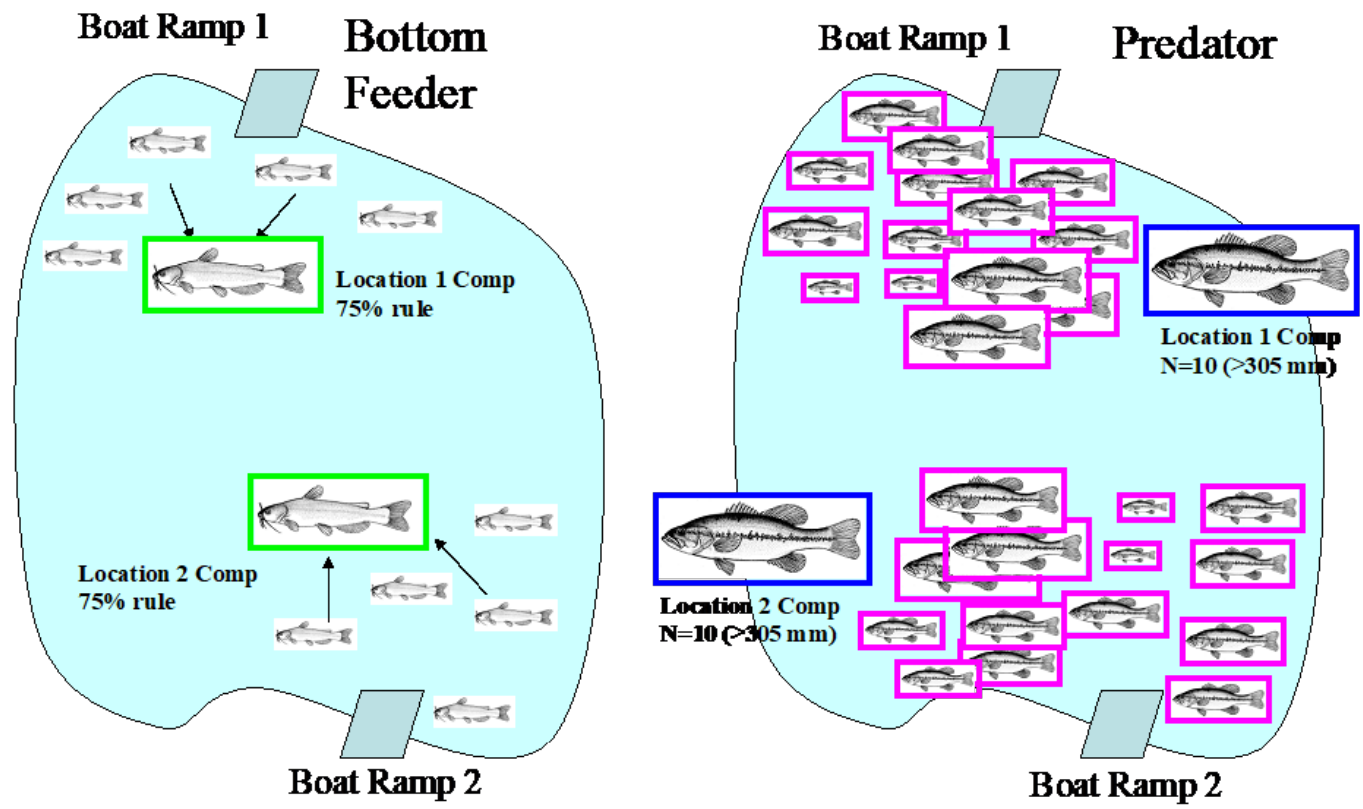 Boat Ramp 1
Bottom
Feeder
Location 1 Comp
75% rule
Location 2 Comp
75% rule
Boat Ramp 2
Boat Ramp 1
Predator
Location 1 Comp
N=10 (>305 mm)
Location 2 Comp
N=10 (>305 mm)
Boat Ramp 2